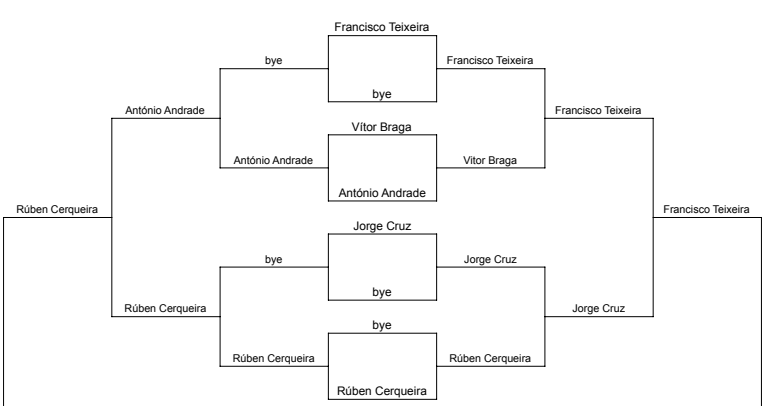 Francisco Teixeira
bye
Francisco Teixeira
bye
António Andrade
Francisco Teixeira
Vítor Braga
António Andrade
Vitor Braga
António Andrade
Rúben Cerqueira
Francisco Teixeira
Jorge Cruz
bye
Jorge Cruz
bye
Rúben Cerqueira
Jorge Cruz
bye
Rúben Cerqueira
Rúben Cerqueira
Rúben Cerqueira